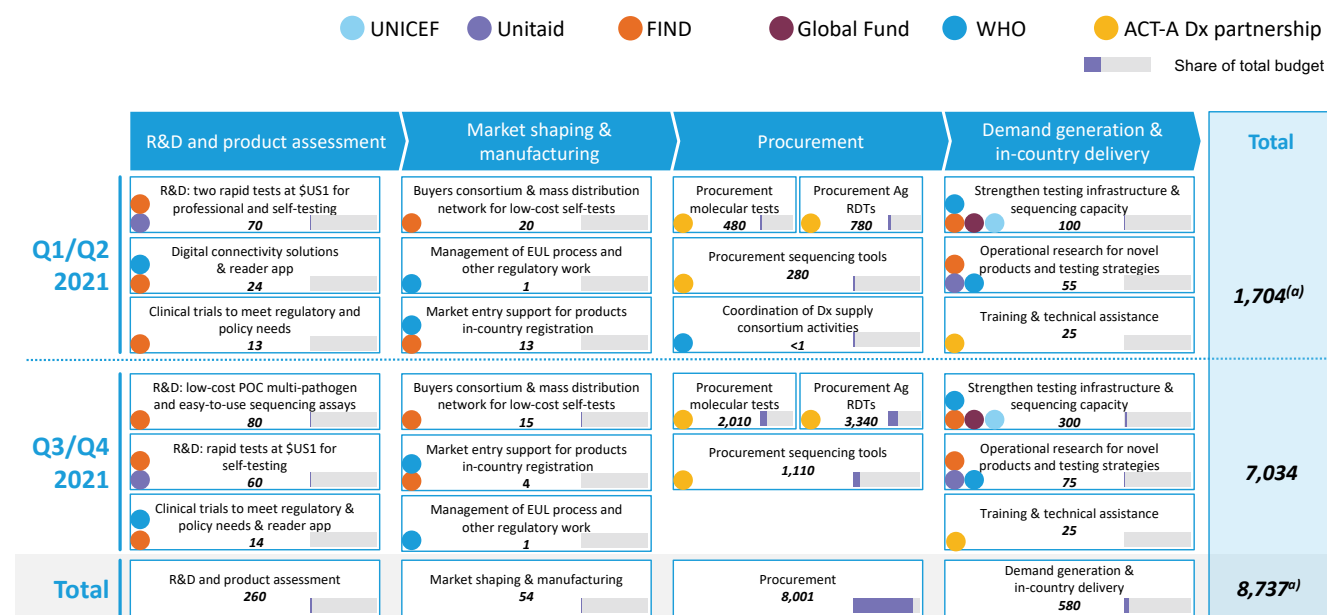 UNICEF
Unitaid
FIND
Global Fund
WHO
ACT-A Dx partnership
Share of total budget
R&D and product assessment
Market shaping &
manufacturing
Procurement
Demand generation &
in-country delivery
Total
Q1/Q2
2021
R&D: two rapid tests at $US1 for
professional and self-testing
70
Digital connectivity solutions
& reader app
24
Clinical trials to meet regulatory and
policy needs
13
Buyers consortium & mass distribution
network for low-cost self-tests
20
Management of EUL process and
other regulatory work
1
Market entry support for products
in-country registration
13
Procurement
molecular tests
480
Procurement Ag
RDTs
780
Procurement sequencing tools
280
Coordination of Dx supply
consortium activities
<1
Strengthen testing infrastructure &
sequencing capacity
100
Operational research for novel
products and testing strategies
55
Training & technical assistance
25
1,704(a)
Q3/Q4
2021
R&D: low-cost POC multi-pathogen
and easy-to-use sequencing assays
80
R&D: rapid tests at $US1 for
self-testing
60
Clinical trials to meet regulatory &
policy needs & reader app
14
Buyers consortium & mass distribution
network for low-cost self-tests
15
Market entry support for products
in-country registration
4
Management of EUL process and
other regulatory work
1
Procurement
molecular tests
2,010
Procurement Ag
RDTs
3,340
Procurement sequencing tools
1,110
Strengthen testing infrastructure &
sequencing capacity
300
Operational research for novel
products and testing strategies
75
Training & technical assistance
25
7,034
Total
R&D and product assessment
260
Market shaping & manufacturing
54
Procurement
8,001
Demand generation &
in-country delivery
580
8,737a)